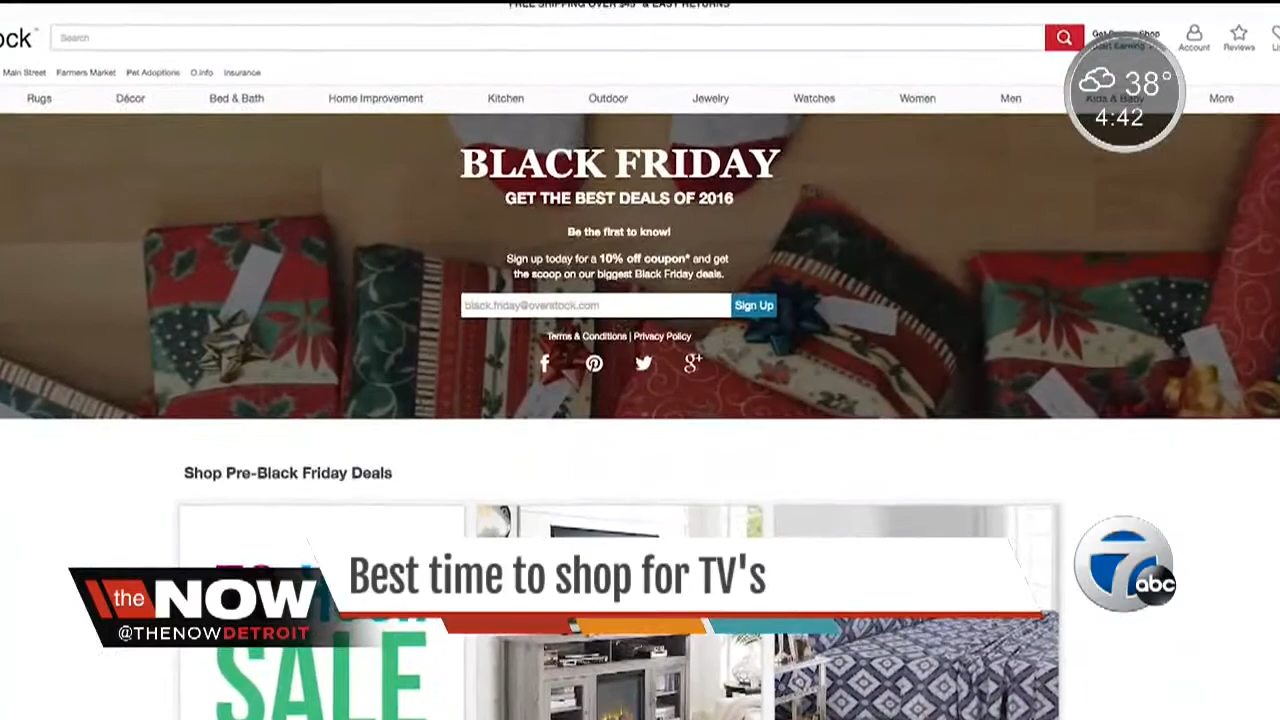 FREE SHIPPING OVER $45* & EASY RETURNS
ock
Search
Shop
Account
Reviews
Main Street Farmers Market Pet Adoptions O.info Insurance
Rugs Décor Bed & Bath Home Improvement Kitchen Outdoor Jewelry Watches Women Men Kids & Baby More
38°
4:42
BLACK FRIDAY
GET THE BEST DEALS OF 2016
Be the first to know!
Sign up today for a 10% off coupon* and get
the scoop on our biggest Black Friday deals.
black.friday@overstock.com Sign Up
Terms & Conditions | Privacy Policy
f
g+
Shop Pre-Black Friday Deals
Best time to shop for TV's
the NOW
@THENOWDETROIT
7 abc
SALE